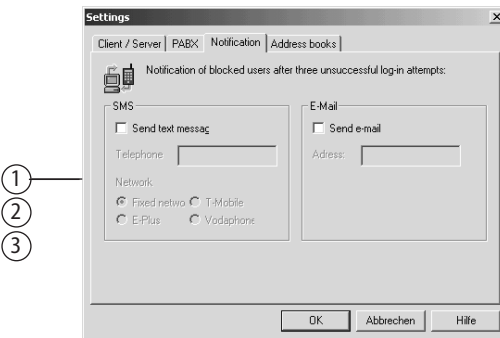 Settings
Client / Server PABX Notification Address books
Notification of blocked users after three unsuccessful log-in attempts:
SMS
Send text messag
Telephone
Network
Fixed netwo T-Mobile
E-Plus Vodaphone
E-Mail
Send e-mail
Adress:
OK Abbrechen Hilfe
1
2
3